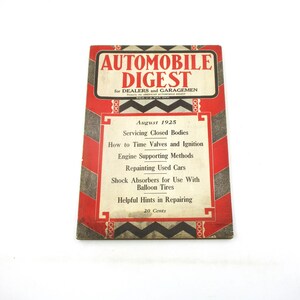 AUTOMOBILE
DIGEST
for DEALERS and GARAGEMEN
August 1925
Servicing Closed Bodies
How to Time Valves and Ignition
Engine Supporting Methods
Repainting Used Cars
Shock Absorbers for Use With
Balloon Tires
Helpful Hints in Repairing
20 Cents